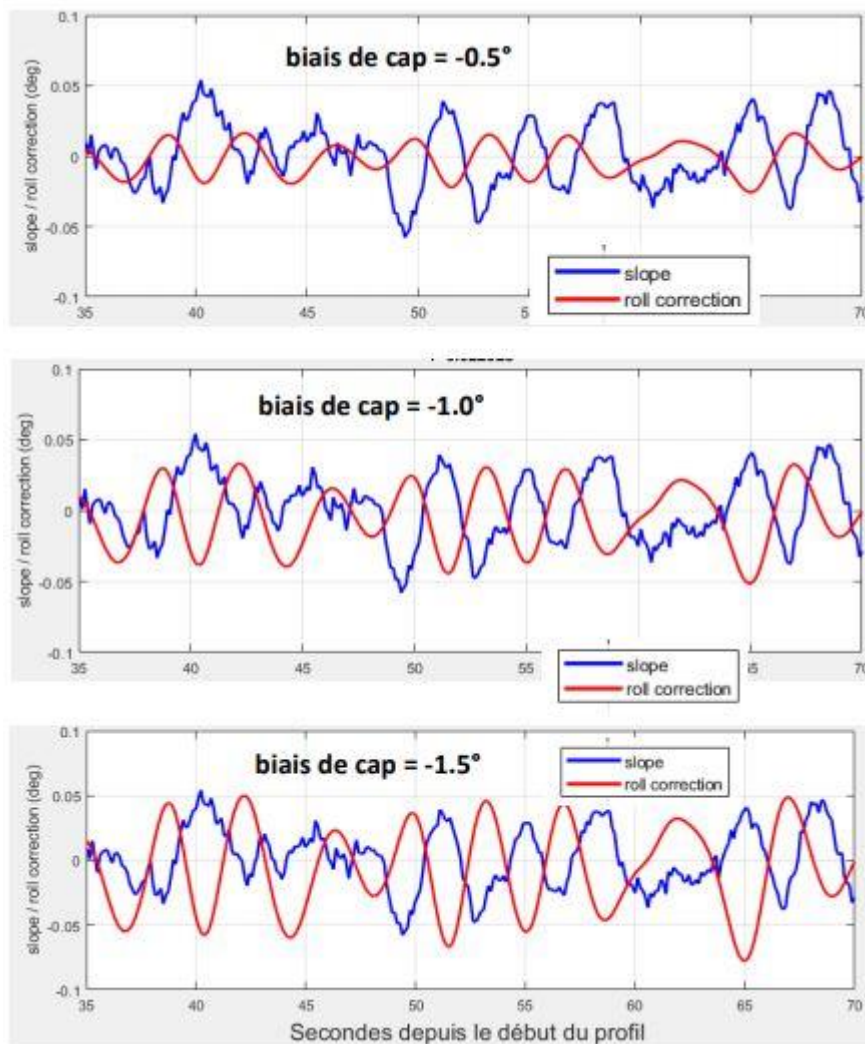 biais de cap = -0.5°
slope / roll correction (deg)
0.1
0.05
0
-0.05
-0.1
35
40
45
50
55
70
slope
roll correction
biais de cap = -1.0°
slope / roll correction (deg)
0.1
0.05
0
-0.05
-0.1
35
40
45
50
55
65
70
slope
roll correction
biais de cap = -1.5°
slope / roll correction (deg)
0.1
0.05
0
-0.05
-0.1
35
40
45
50
55
60
65
70
slope
roll correction
Secondes depuis le début du profil